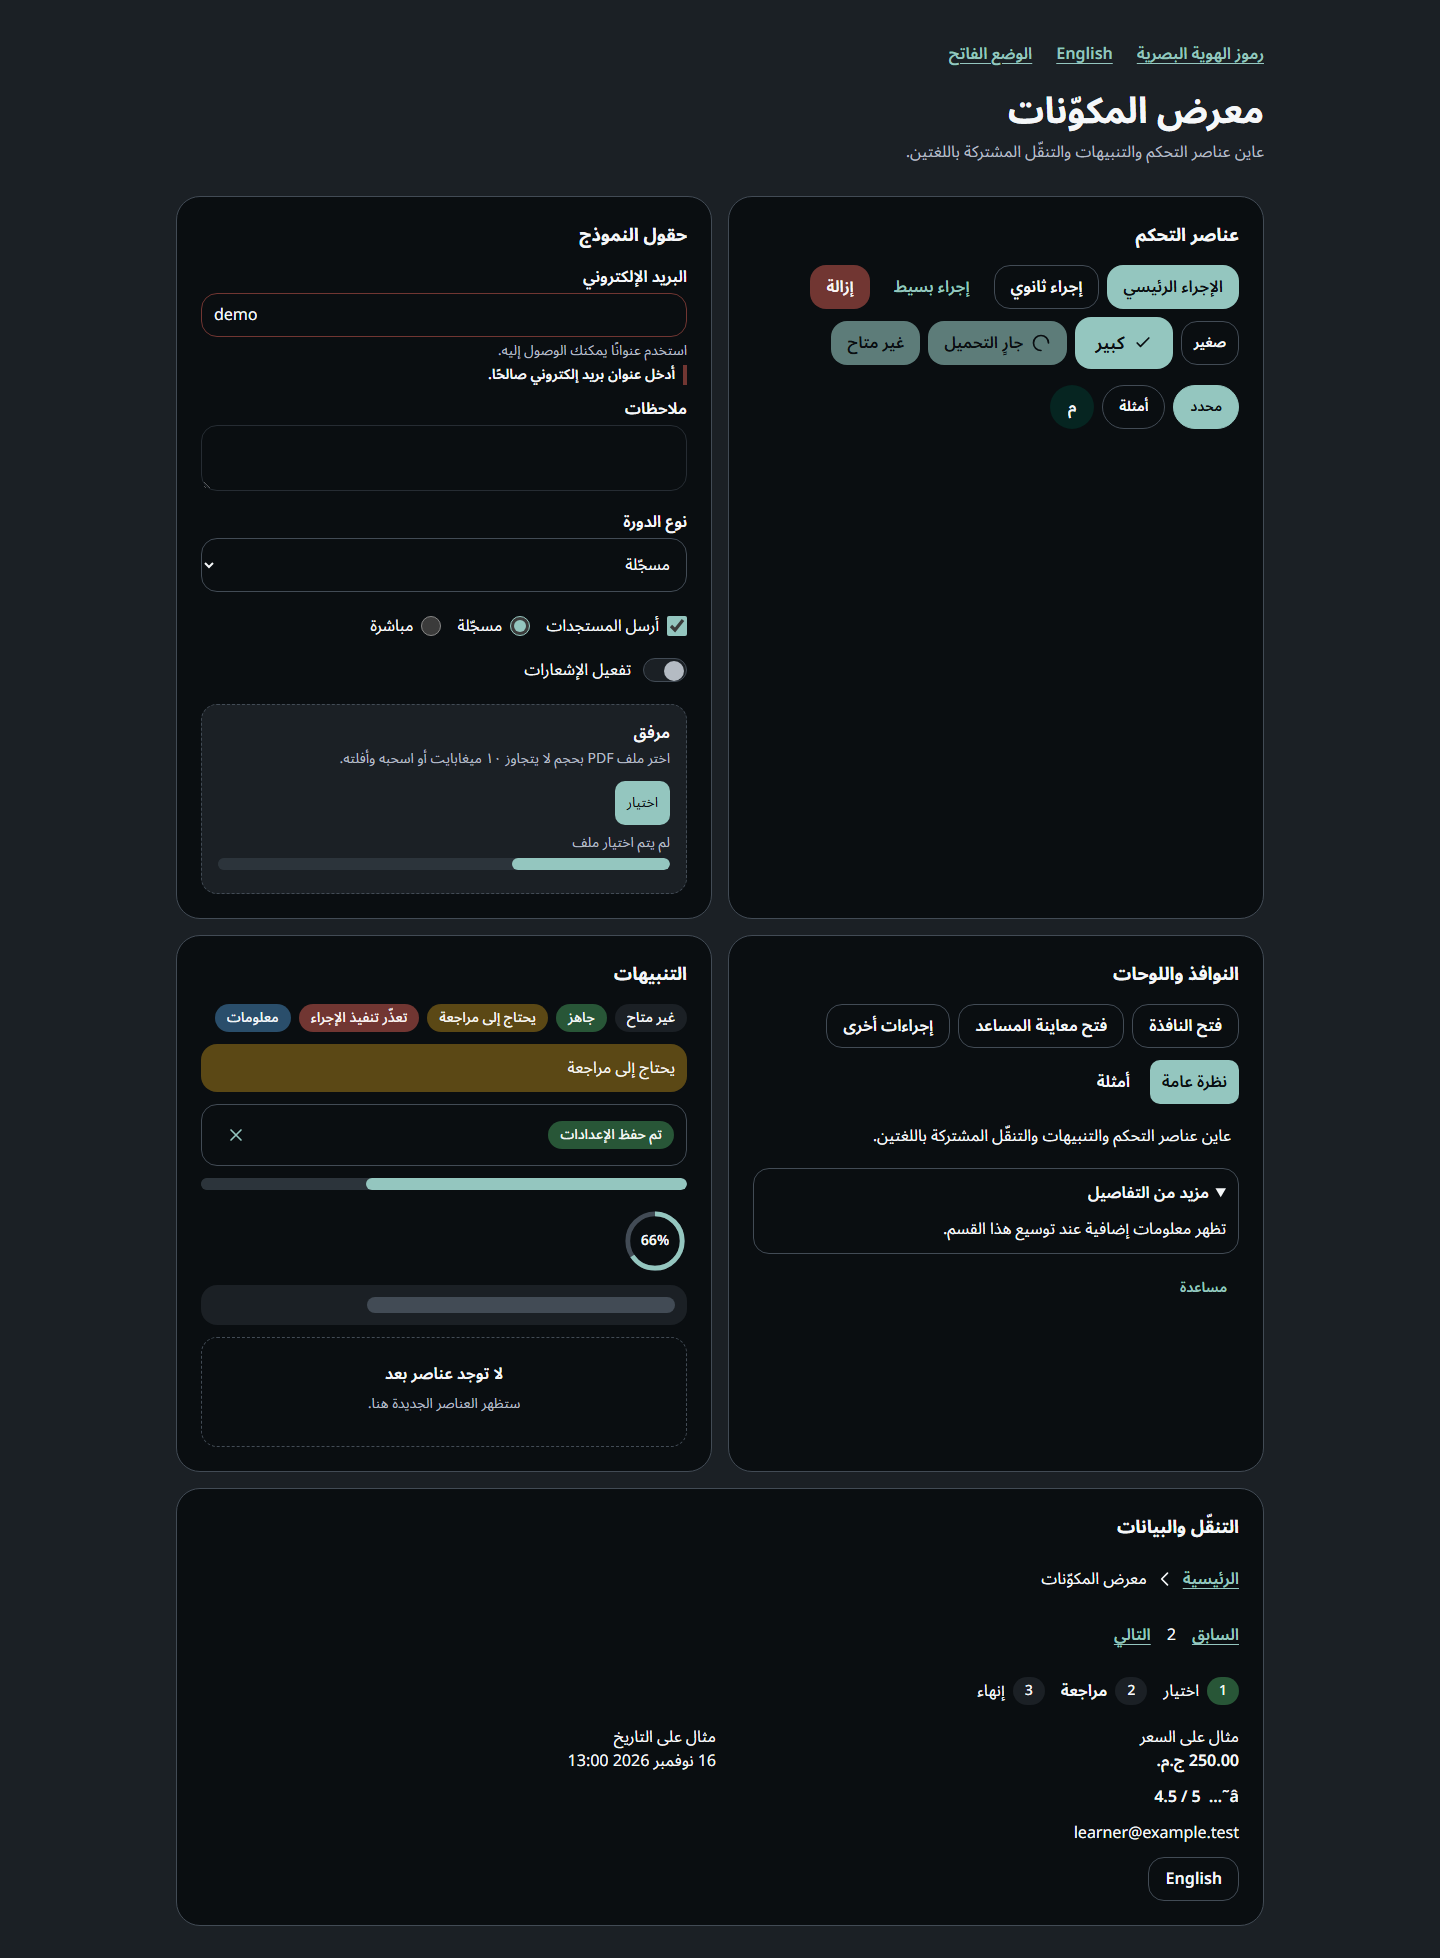 رموز الهوية البصرية English الوضع الفاتح
معرض المكوّنات
عاين عناصر التحكم والتنبيهات والتنقّل المشتركة باللغتين.
عناصر التحكم
الإجراء الرئيسي إجراء ثانوي إجراء بسيط إزالة
صغير كبير جارٍ التحميل غير متاح
محدد أمثلة م
حقول النموذج
البريد الإلكتروني
demo
استخدم عنوانًا يمكنك الوصول إليه.
أدخل عنوان بريد إلكتروني صالحًا.
ملاحظات
نوع الدورة
مسجّلة
أرسل المستجدات مسجّلة مباشرة
تفعيل الإشعارات
مرفق
اختر ملف PDF بحجم لا يتجاوز ١٠ ميغابايت أو اسحبه وأفلته.
اختيار
لم يتم اختيار ملف
النوافذ واللوحات
فتح النافذة فتح معاينة المساعد إجراءات أخرى
نظرة عامة أمثلة
عاين عناصر التحكم والتنبيهات والتنقّل المشتركة باللغتين.
مزيد من التفاصيل
تظهر معلومات إضافية عند توسيع هذا القسم.
مساعدة
التنبيهات
غير متاح جاهز يحتاج إلى مراجعة تعذّر تنفيذ الإجراء معلومات
يحتاج إلى مراجعة
تم حفظ الإعدادات
66%
لا توجد عناصر بعد
ستظهر العناصر الجديدة هنا.
التنقّل والبيانات
الرئيسية معرض المكوّنات
السابق 2 التالي
1 اختيار 2 مراجعة 3 إنهاء
مثال على السعر
250.00 ج.م.
مثال على التاريخ
16 نوفمبر 2026 13:00
â˜… 4.5 / 5
learner@example.test
English